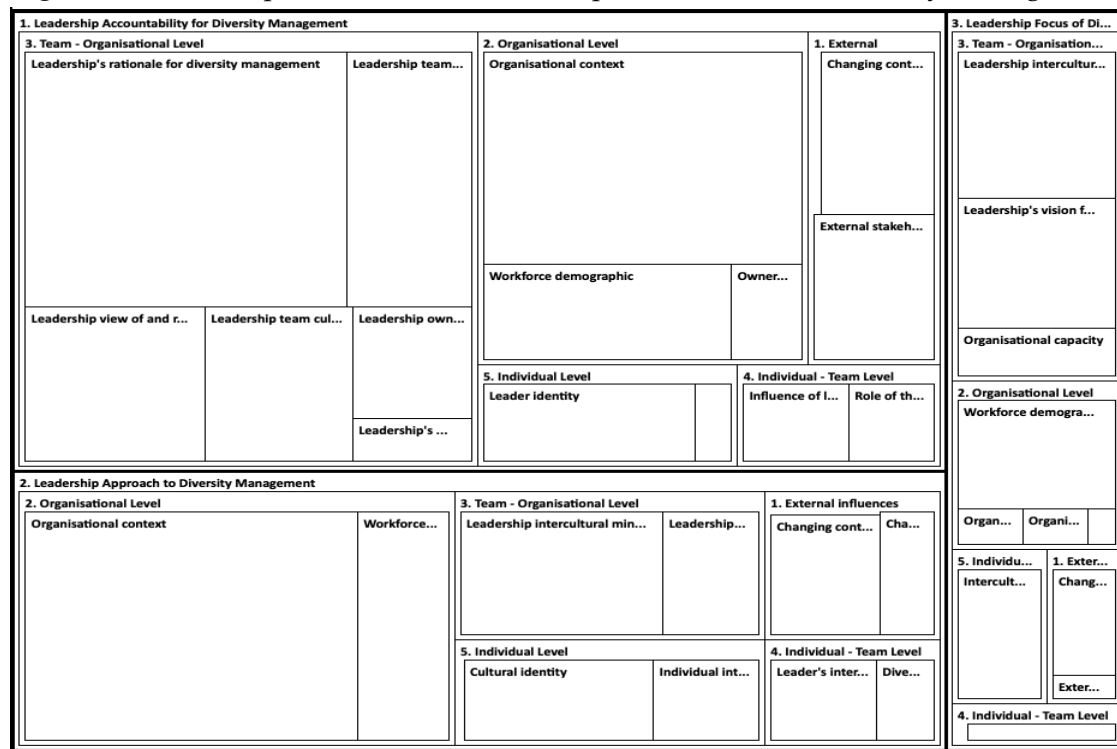 1. Leadership Accountability for Diversity Management
3. Team - Organisational Level
Leadership's rationale for diversity management
Leadership team...
Leadership view of and r...
Leadership team cul...
Leadership own...
Leadership's ...
2. Organisational Level
Organisational context
Workforce demographic
Owner...
1. External
Changing cont...
External stakeh...
5. Individual Level
Leader identity
4. Individual - Team Level
Influence of l...
Role of th...
2. Leadership Approach to Diversity Management
2. Organisational Level
Organisational context
Workforce...
3. Team - Organisational Level
Leadership intercultural min...
Leadership...
1. External influences
Changing cont...
Cha...
5. Individual Level
Cultural identity
Individual int...
4. Individual - Team Level
Leader's inter...
Dive...
3. Leadership Focus of Di...
3. Team - Organisation...
Leadership intercultur...
Leadership's vision f...
Organisational capacity
2. Organisational Level
Workforce demogra...
Organ...
Organi...
5. Individu...
Intercult...
1. Exter...
Chang...
Exter...
4. Individual - Team Level